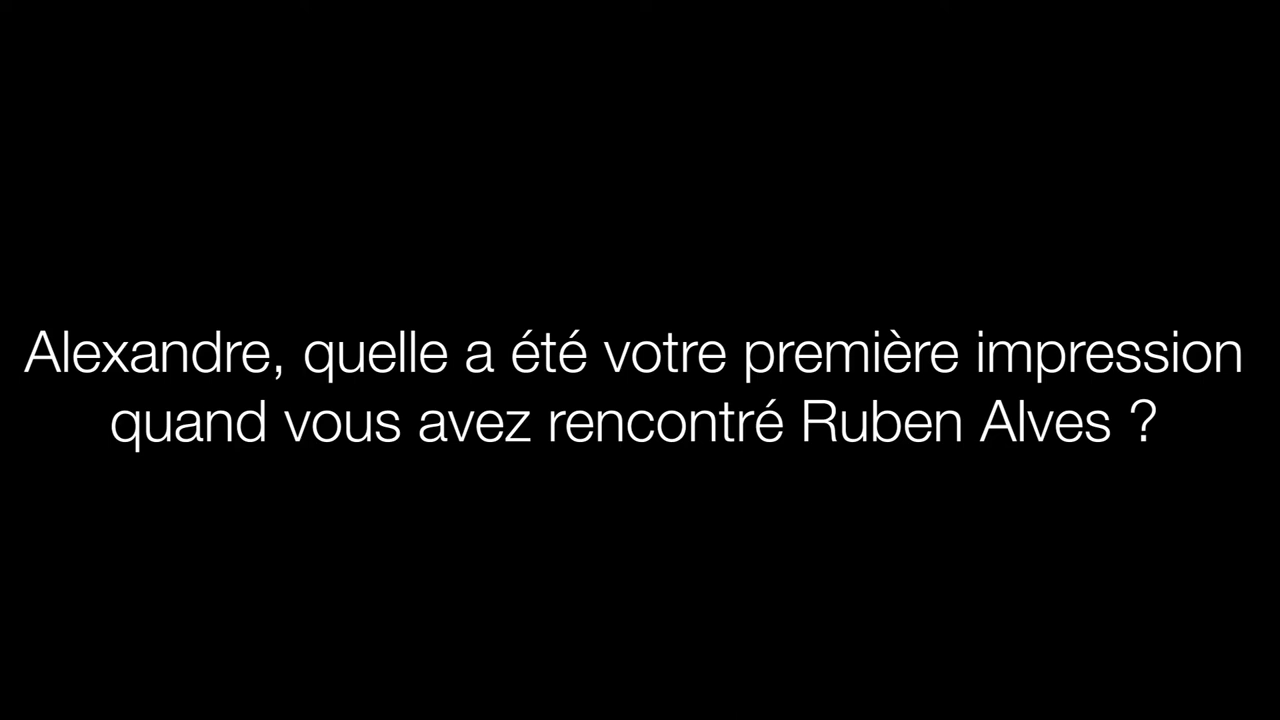 Alexandre, quelle a été votre première impression
quand vous avez rencontré Ruben Alves ?